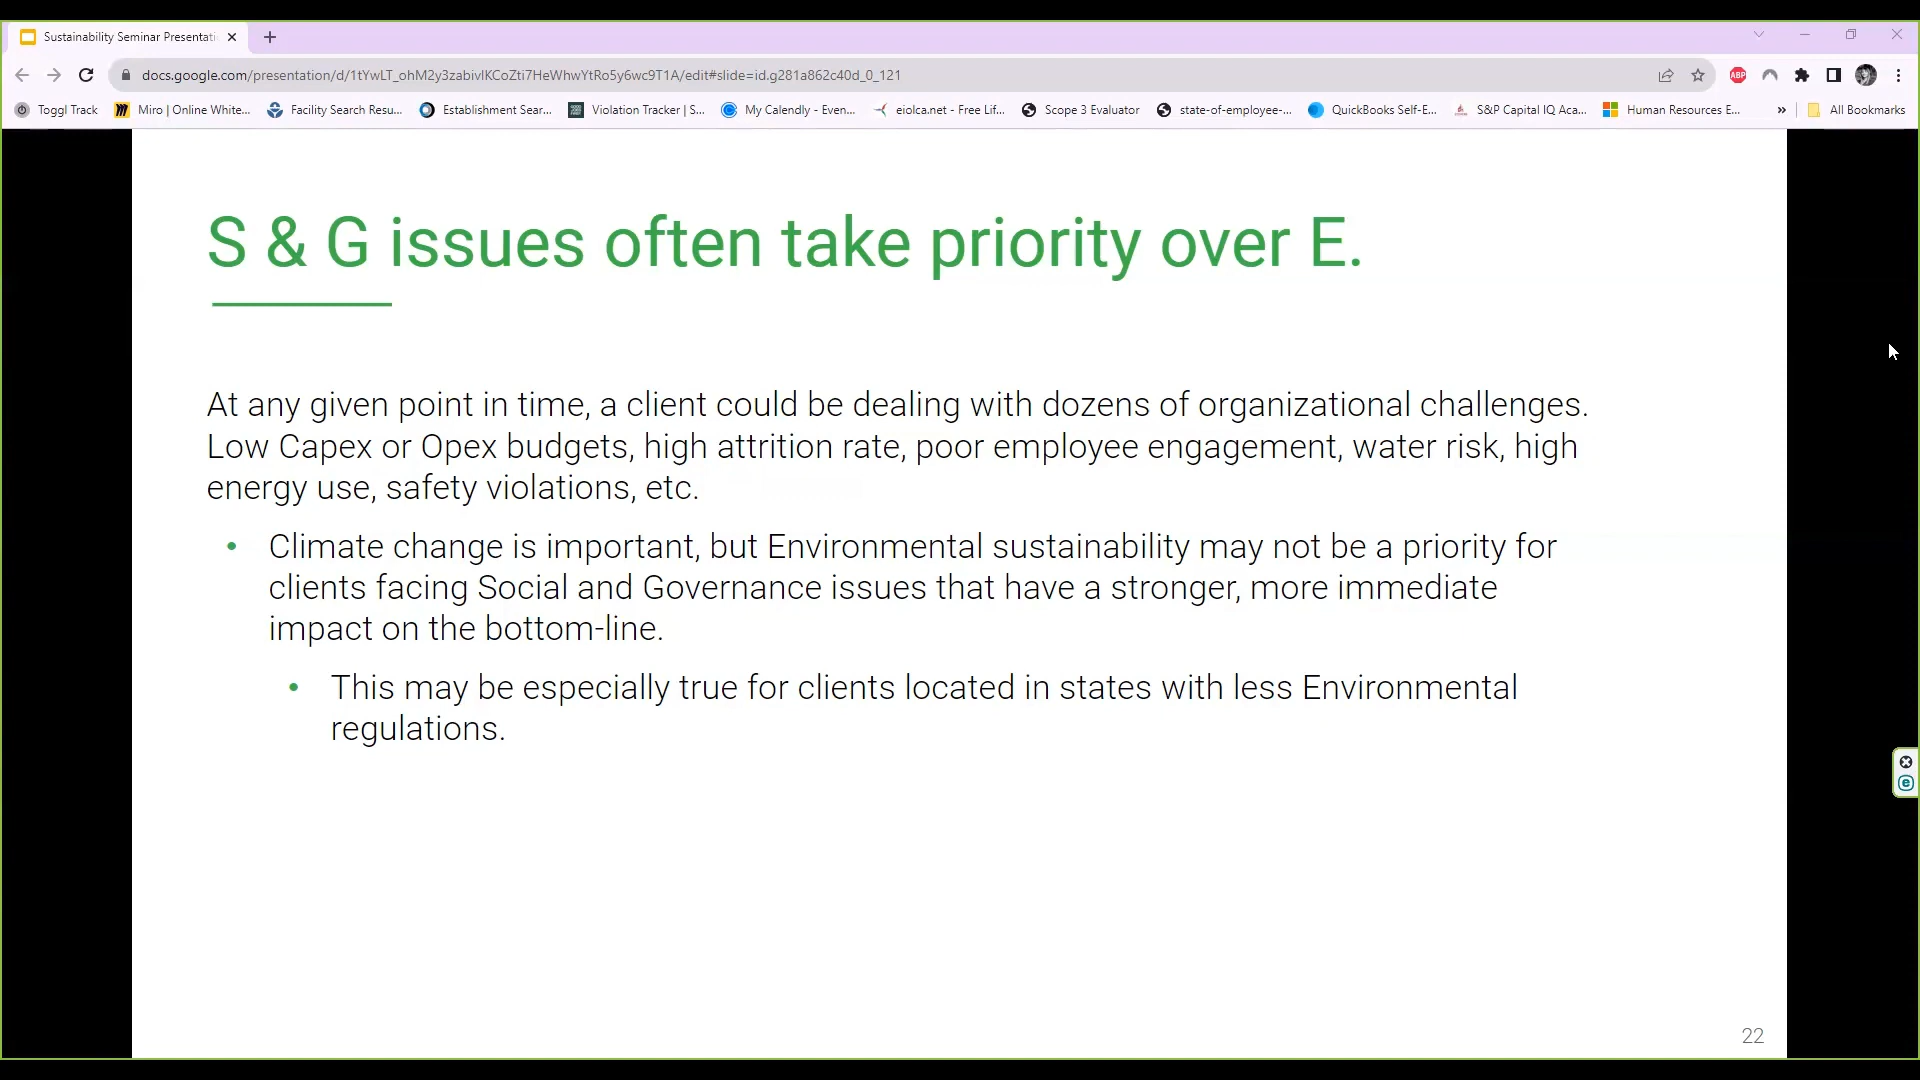 Sustainability Seminar Presentati
docs.google.com/presentation/d/1tYwLT_ohM2y3zabivIKCoZti7HeWhwYtRo5y6wc9T1A/edit#slide=id.g281a862c40d_0_121
ABP
Toggl Track Miro | Online White... Facility Search Resu... Establishment Sear... Violation Tracker | S... My Calendly - Even... eiolca.net - Free Lif... Scope 3 Evaluator state-of-employee-... QuickBooks Self-E... S&P Capital IQ Aca... Human Resources E... » All Bookmarks
S & G issues often take priority over E.
At any given point in time, a client could be dealing with dozens of organizational challenges.
Low Capex or Opex budgets, high attrition rate, poor employee engagement, water risk, high
energy use, safety violations, etc.
• Climate change is important, but Environmental sustainability may not be a priority for
clients facing Social and Governance issues that have a stronger, more immediate
impact on the bottom-line.
• This may be especially true for clients located in states with less Environmental
regulations.
22